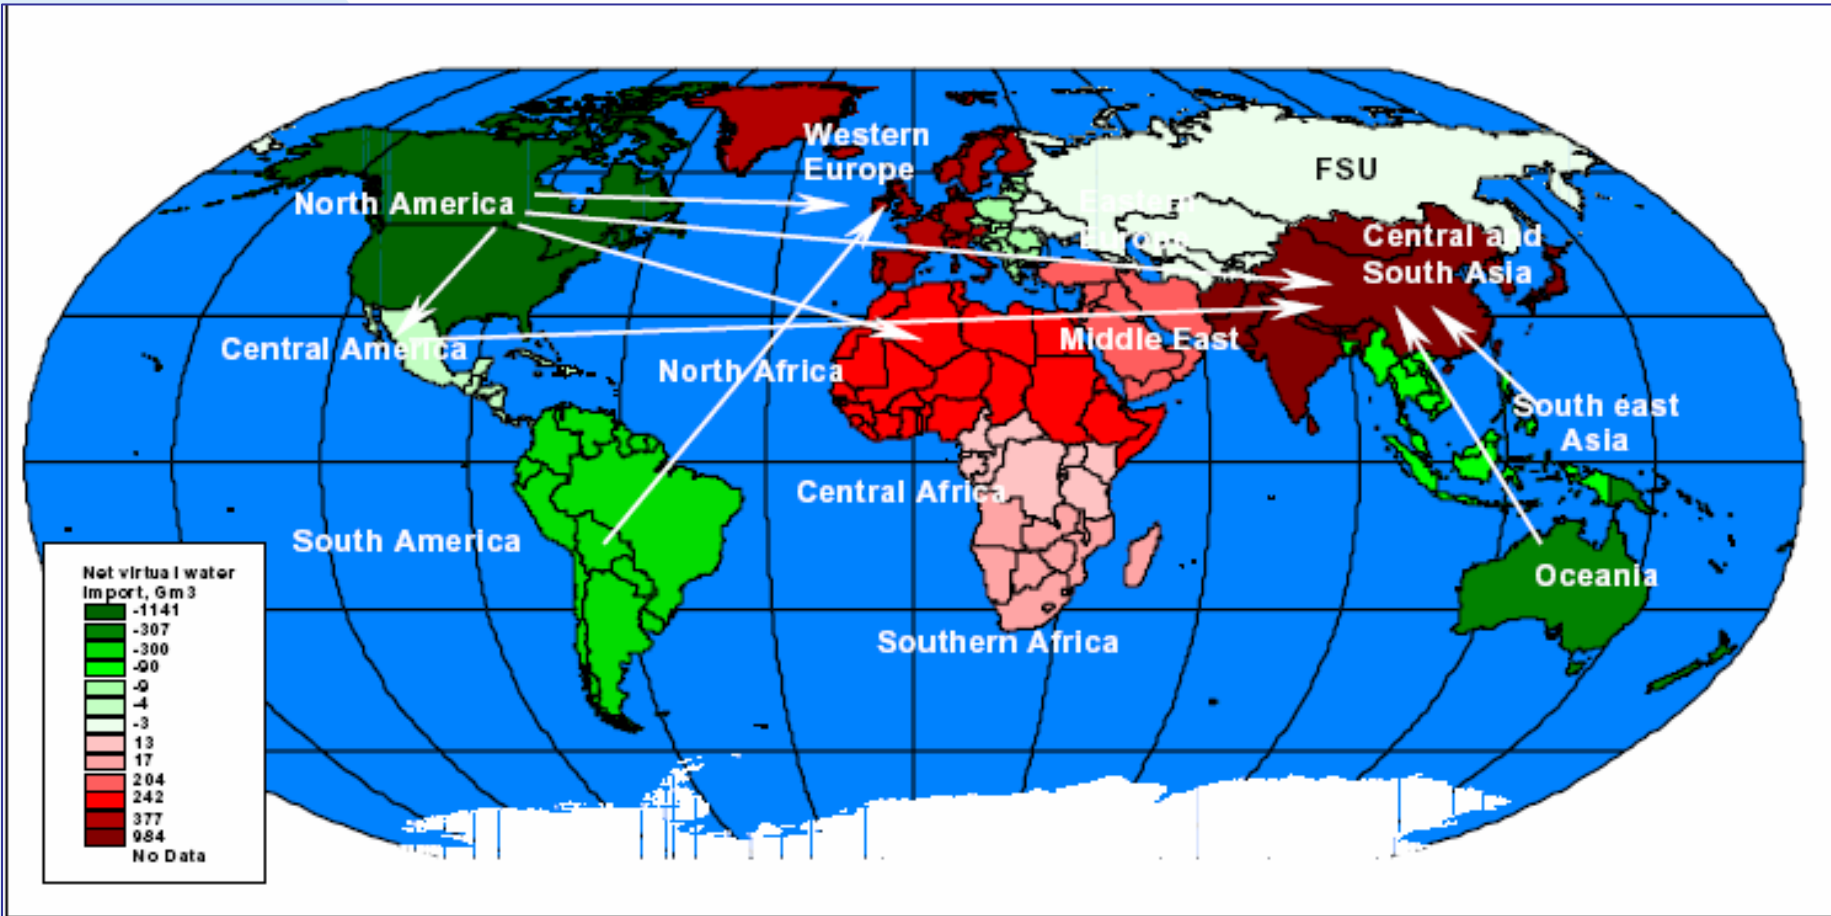 Western
Europe
FSU
North America
Eastern
Europe
Central and
South Asia
Central America
Middle East
North Africa
South east
Asia
Central Africa
South America
Oceania
Southern Africa
Net virtual water
Import, Gm3
-1141
-307
-300
-90
-9
-4
-3
13
17
204
242
377
984
No Data